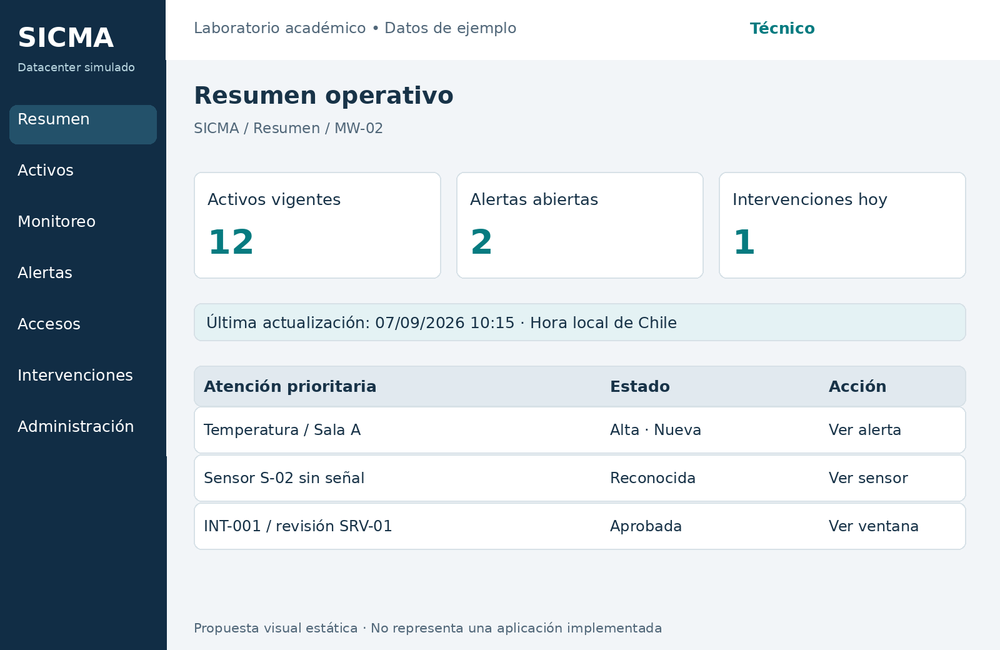 SICMA
Datacenter simulado
Resumen
Activos
Monitoreo
Alertas
Accesos
Intervenciones
Administración
Laboratorio académico • Datos de ejemplo
Técnico
Resumen operativo
SICMA / Resumen / MW-02
Activos vigentes
12
Alertas abiertas
2
Intervenciones hoy
1
Última actualización: 07/09/2026 10:15 · Hora local de Chile
Atención prioritaria Estado Acción
Temperatura / Sala A Alta · Nueva Ver alerta
Sensor S-02 sin señal Reconocida Ver sensor
INT-001 / revisión SRV-01 Aprobada Ver ventana
Propuesta visual estática · No representa una aplicación implementada